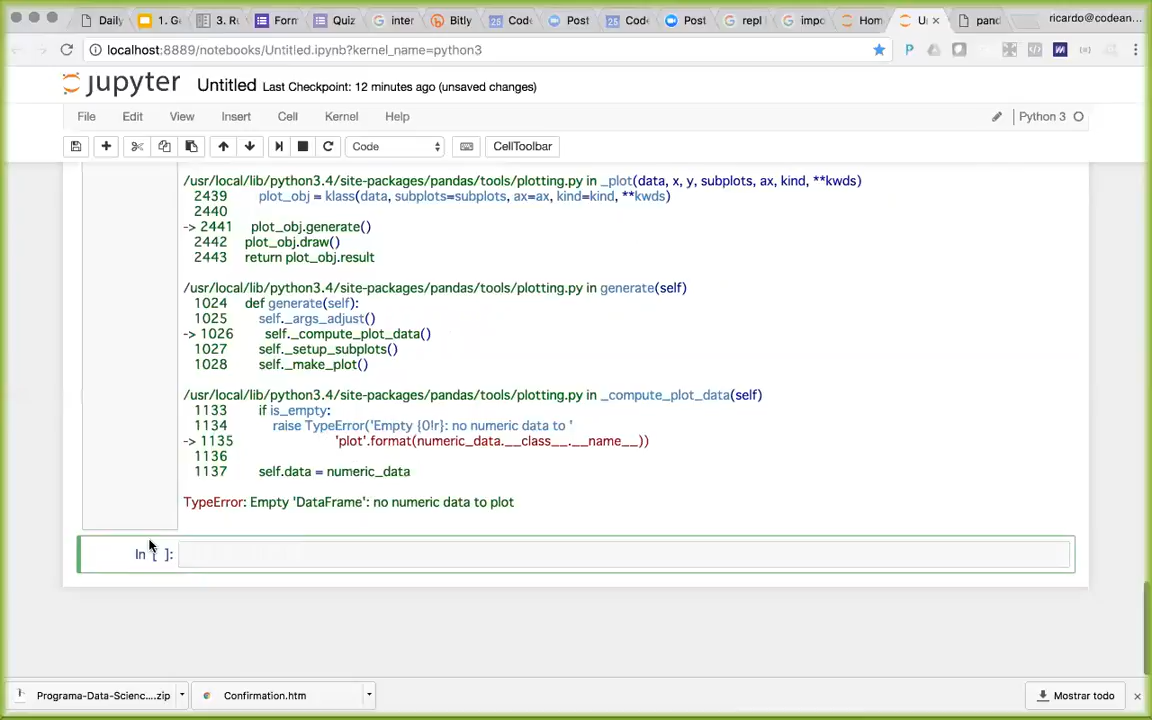 Daily 1. G 3. Ru Form Quiz inter Bitly Code Post Code Post repl impo Hom Ur × pand ricardo@codean...
localhost:8889/notebooks/Untitled.ipynb?kernel_name=python3
jupyter Untitled Last Checkpoint: 12 minutes ago (unsaved changes)
File Edit View Insert Cell Kernel Help Python 3
Code CellToolbar
/usr/local/lib/python3.4/site-packages/pandas/tools/plotting.py in _plot(data, x, y, subplots, ax, kind, **kwds)
2439 plot_obj = klass(data, subplots=subplots, ax=ax, kind=kind, **kwds)
2440
-> 2441 plot_obj.generate()
2442 plot_obj.draw()
2443 return plot_obj.result
/usr/local/lib/python3.4/site-packages/pandas/tools/plotting.py in generate(self)
1024 def generate(self):
1025 self._args_adjust()
-> 1026 self._compute_plot_data()
1027 self._setup_subplots()
1028 self._make_plot()
/usr/local/lib/python3.4/site-packages/pandas/tools/plotting.py in _compute_plot_data(self)
1133 if is_empty:
1134 raise TypeError('Empty {0!r}: no numeric data to '
-> 1135 'plot'.format(numeric_data.__class__.__name__))
1136
1137 self.data = numeric_data
TypeError: Empty 'DataFrame': no numeric data to plot
In [ ]:
Programa-Data-Scienc....zip Confirmation.htm Mostrar todo ×